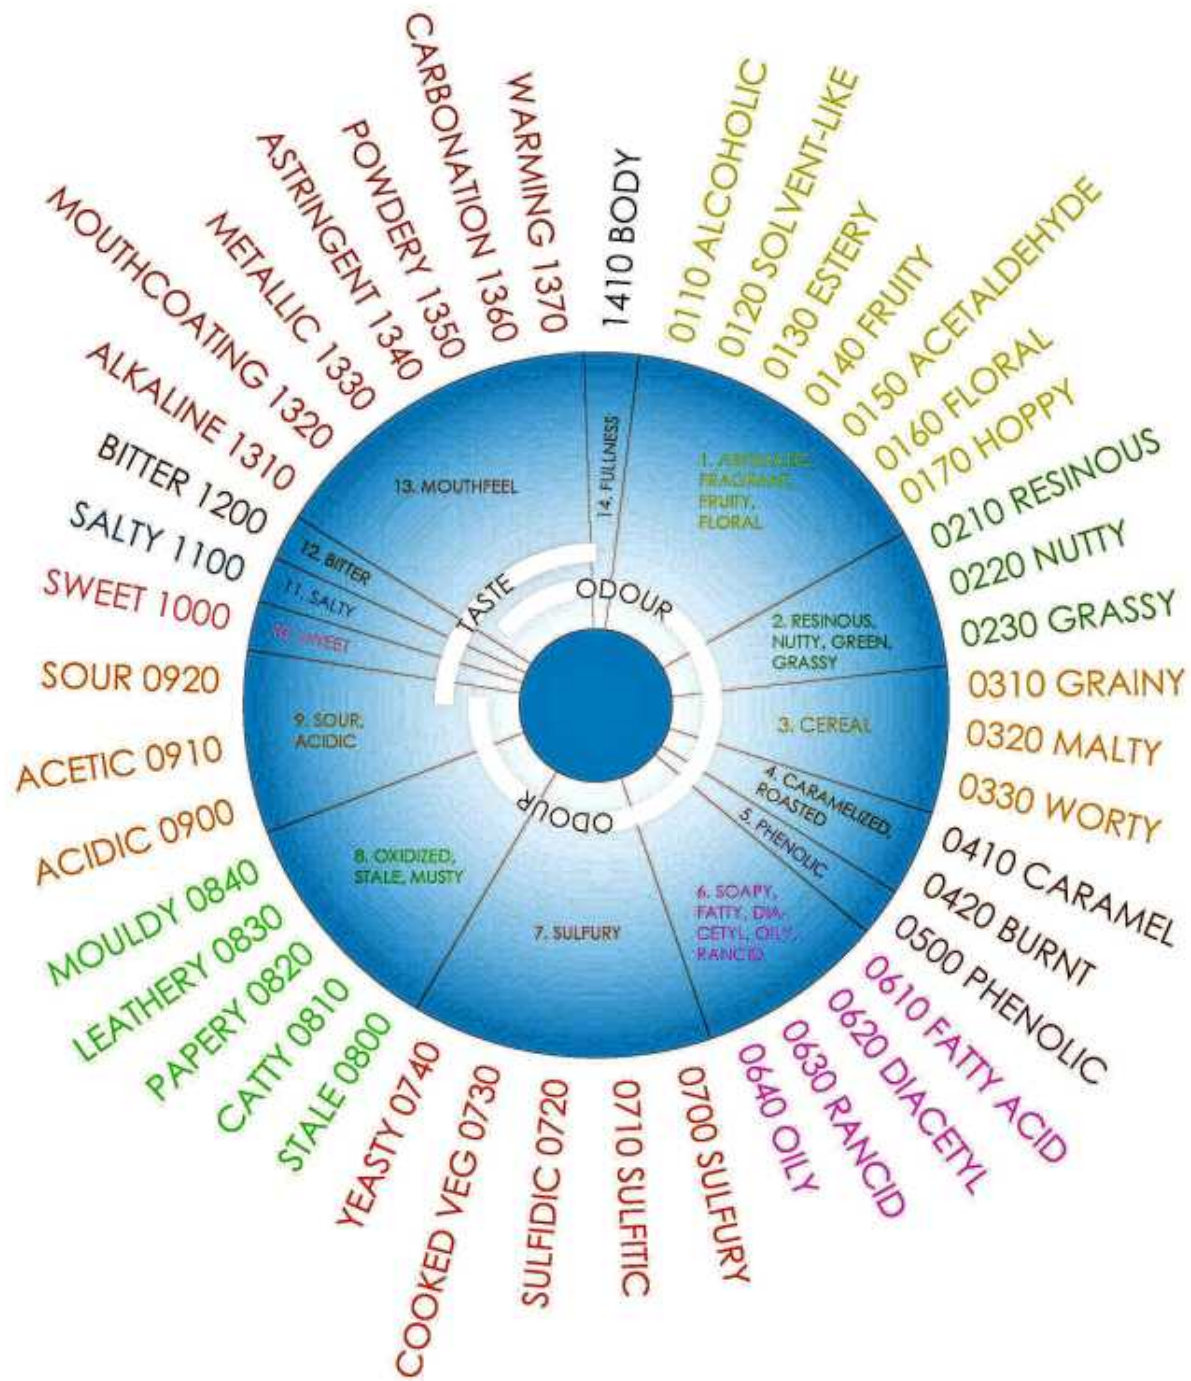 1410 BODY
0110 ALCOHOLIC
0120 SOLVENT-LIKE
0130 ESTERY
0140 FRUITY
0150 ACETALDEHYDE
0160 FLORAL
0170 HOPPY
0210 RESINOUS
0220 NUTTY
0230 GRASSY
0310 GRAINY
0320 MALTY
0330 WORTY
0410 CARAMEL
0420 BURNT
0500 PHENOLIC
0610 FATTY ACID
0620 DIACETYL
0630 RANCID
0640 OILY
0700 SULFURY
0710 SULFITIC
SULFIDIC 0720
COOKED VEG 0730
YEASTY 0740
STALE 0800
CATTY 0810
PAPERY 0820
LEATHERY 0830
MOULDY 0840
ACIDIC 0900
ACETIC 0910
SOUR 0920
SWEET 1000
SALTY 1100
BITTER 1200
ALKALINE 1310
MOUTHCOATING 1320
METALLIC 1330
ASTRINGENT 1340
POWDERY 1350
CARBONATION 1360
WARMING 1370
1.
FRAGRANT,
FRUITY,
FLORAL
2. RESINOUS,
NUTTY, GREEN,
GRASSY
3. CEREAL
4. CARAMELIZED,
ROASTED
5. PHENOLIC
6. SOAPY,
FATTY, DIA-
CETYL, OILY,
RANCID
7. SULFURY
8. OXIDIZED,
STALE, MUSTY
9. SOUR,
ACIDIC
10. SWEET
11. SALTY
12. BITTER
13. MOUTHFEEL
14. FULLNESS
TASTE
ODOUR
ODOUR